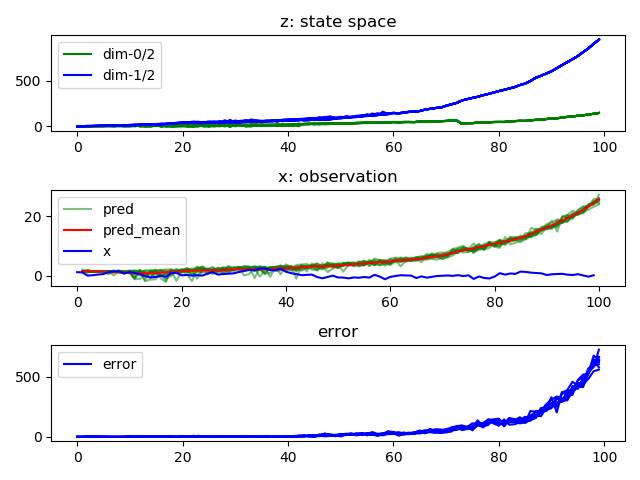 z: state space
dim-0/2
dim-1/2
500
0
0 20 40 60 80 100
x: observation
pred
pred_mean
x
20
0
0 20 40 60 80 100
error
error
500
0
0 20 40 60 80 100